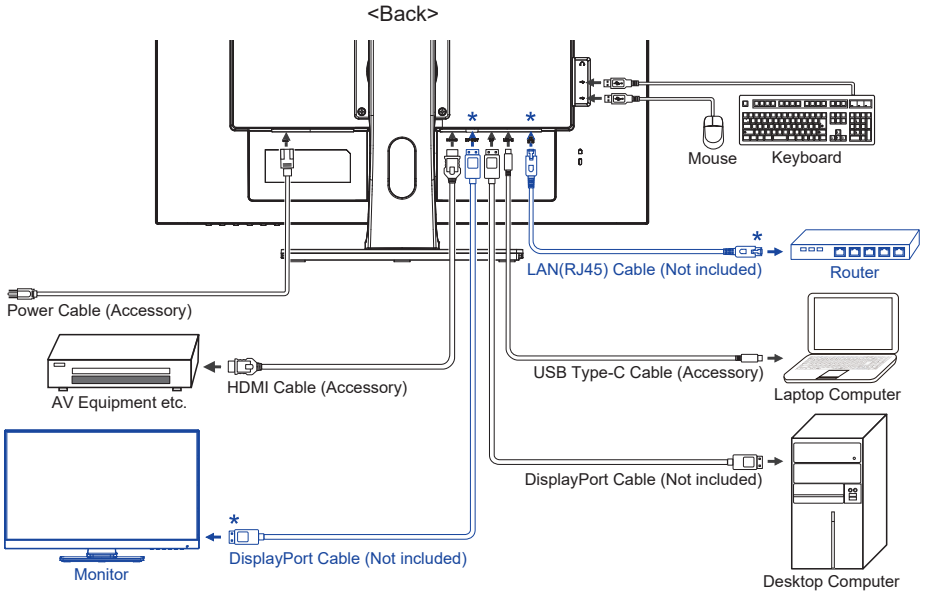 <Back>
*
*
Mouse
Keyboard
*
LAN(RJ45) Cable (Not included)
Router
Power Cable (Accessory)
HDMI Cable (Accessory)
USB Type-C Cable (Accessory)
AV Equipment etc.
Laptop Computer
DisplayPort Cable (Not included)
*
DisplayPort Cable (Not included)
Monitor
Desktop Computer